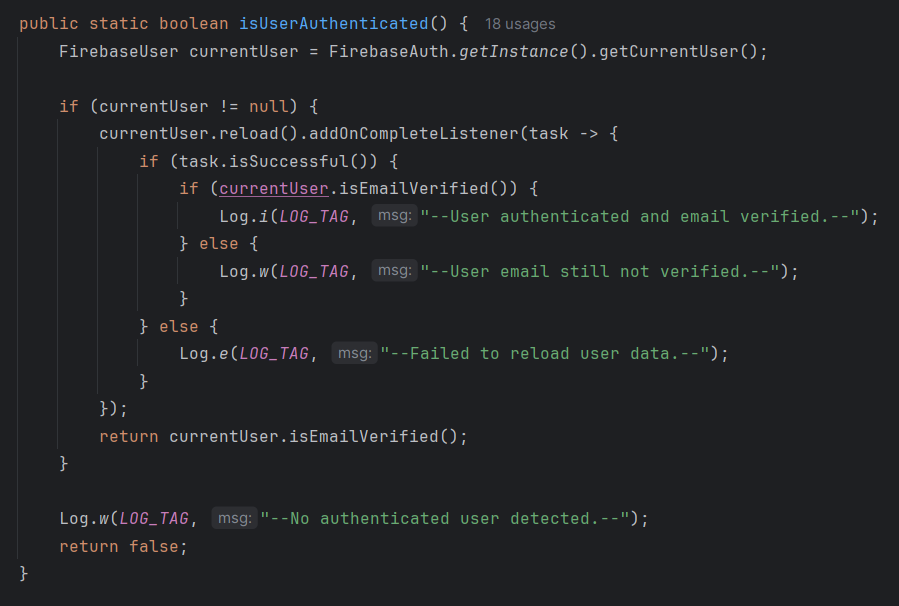 public static boolean isUserAuthenticated() { 18 usages
FirebaseUser currentUser = FirebaseAuth.getInstance().getCurrentUser();
if (currentUser != null) {
currentUser.reload().addOnCompleteListener(task -> {
if (task.isSuccessful()) {
if (currentUser.isEmailVerified()) {
Log.i(LOG_TAG, msg: "--User authenticated and email verified.--");
} else {
Log.w(LOG_TAG, msg: "--User email still not verified.--");
}
} else {
Log.e(LOG_TAG, msg: "--Failed to reload user data.--");
}
});
return currentUser.isEmailVerified();
}
Log.w(LOG_TAG, msg: "--No authenticated user detected.--");
return false;
}